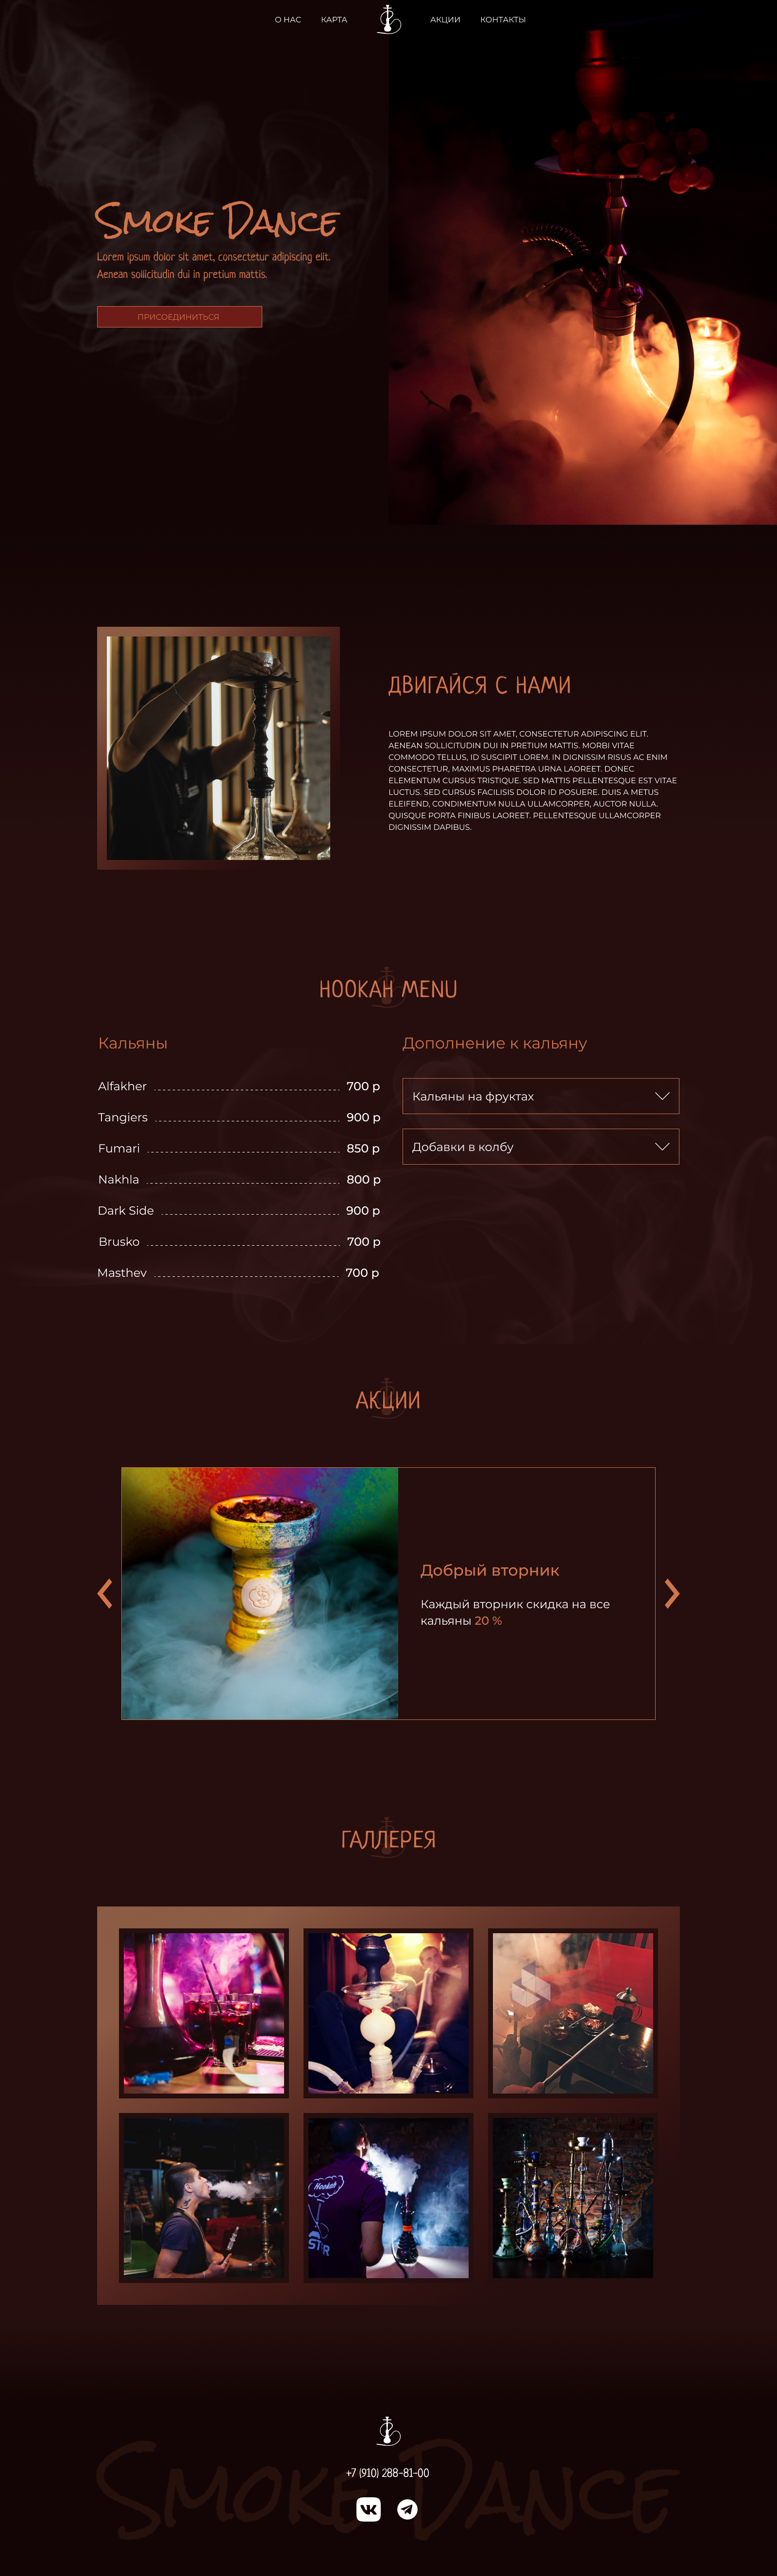 О НАС КАРТА АКЦИИ КОНТАКТЫ
Smoke Dance
Lorem ipsum dolor sit amet, consectetur adipiscing elit.
Aenean sollicitudin dui in pretium mattis.
ПРИСОЕДИНИТЬСЯ
ДВИГАЙСЯ С НАМИ
LOREM IPSUM DOLOR SIT AMET, CONSECTETUR ADIPISCING ELIT.
AENEAN SOLLICITUDIN DUI IN PRETIUM MATTIS. MORBI VITAE
COMMODO TELLUS, ID SUSCIPIT LOREM. IN DIGNISSIM RISUS AC ENIM
CONSECTETUR, MAXIMUS PHARETRA URNA LAOREET. DONEC
ELEMENTUM CURSUS TRISTIQUE. SED MATTIS PELLENTESQUE EST VITAE
LUCTUS. SED CURSUS FACILISIS DOLOR ID POSUERE. DUIS A METUS
ELEIFEND, CONDIMENTUM NULLA ULLAMCORPER, AUCTOR NULLA.
QUISQUE PORTA FINIBUS LAOREET. PELLENTESQUE ULLAMCORPER
DIGNISSIM DAPIBUS.
HOOKAH MENU
Кальяны
Alfakher 700 р
Tangiers 900 р
Fumari 850 р
Nakhla 800 р
Dark Side 900 р
Brusko 700 р
Masthev 700 р
Дополнение к кальяну
Кальяны на фруктах
Добавки в колбу
АКЦИИ
Добрый вторник
Каждый вторник скидка на все
кальяны 20 %
ГАЛЛЕРЕЯ
Hookah
STR
Smoke Dance
+7 (910) 288-81-00